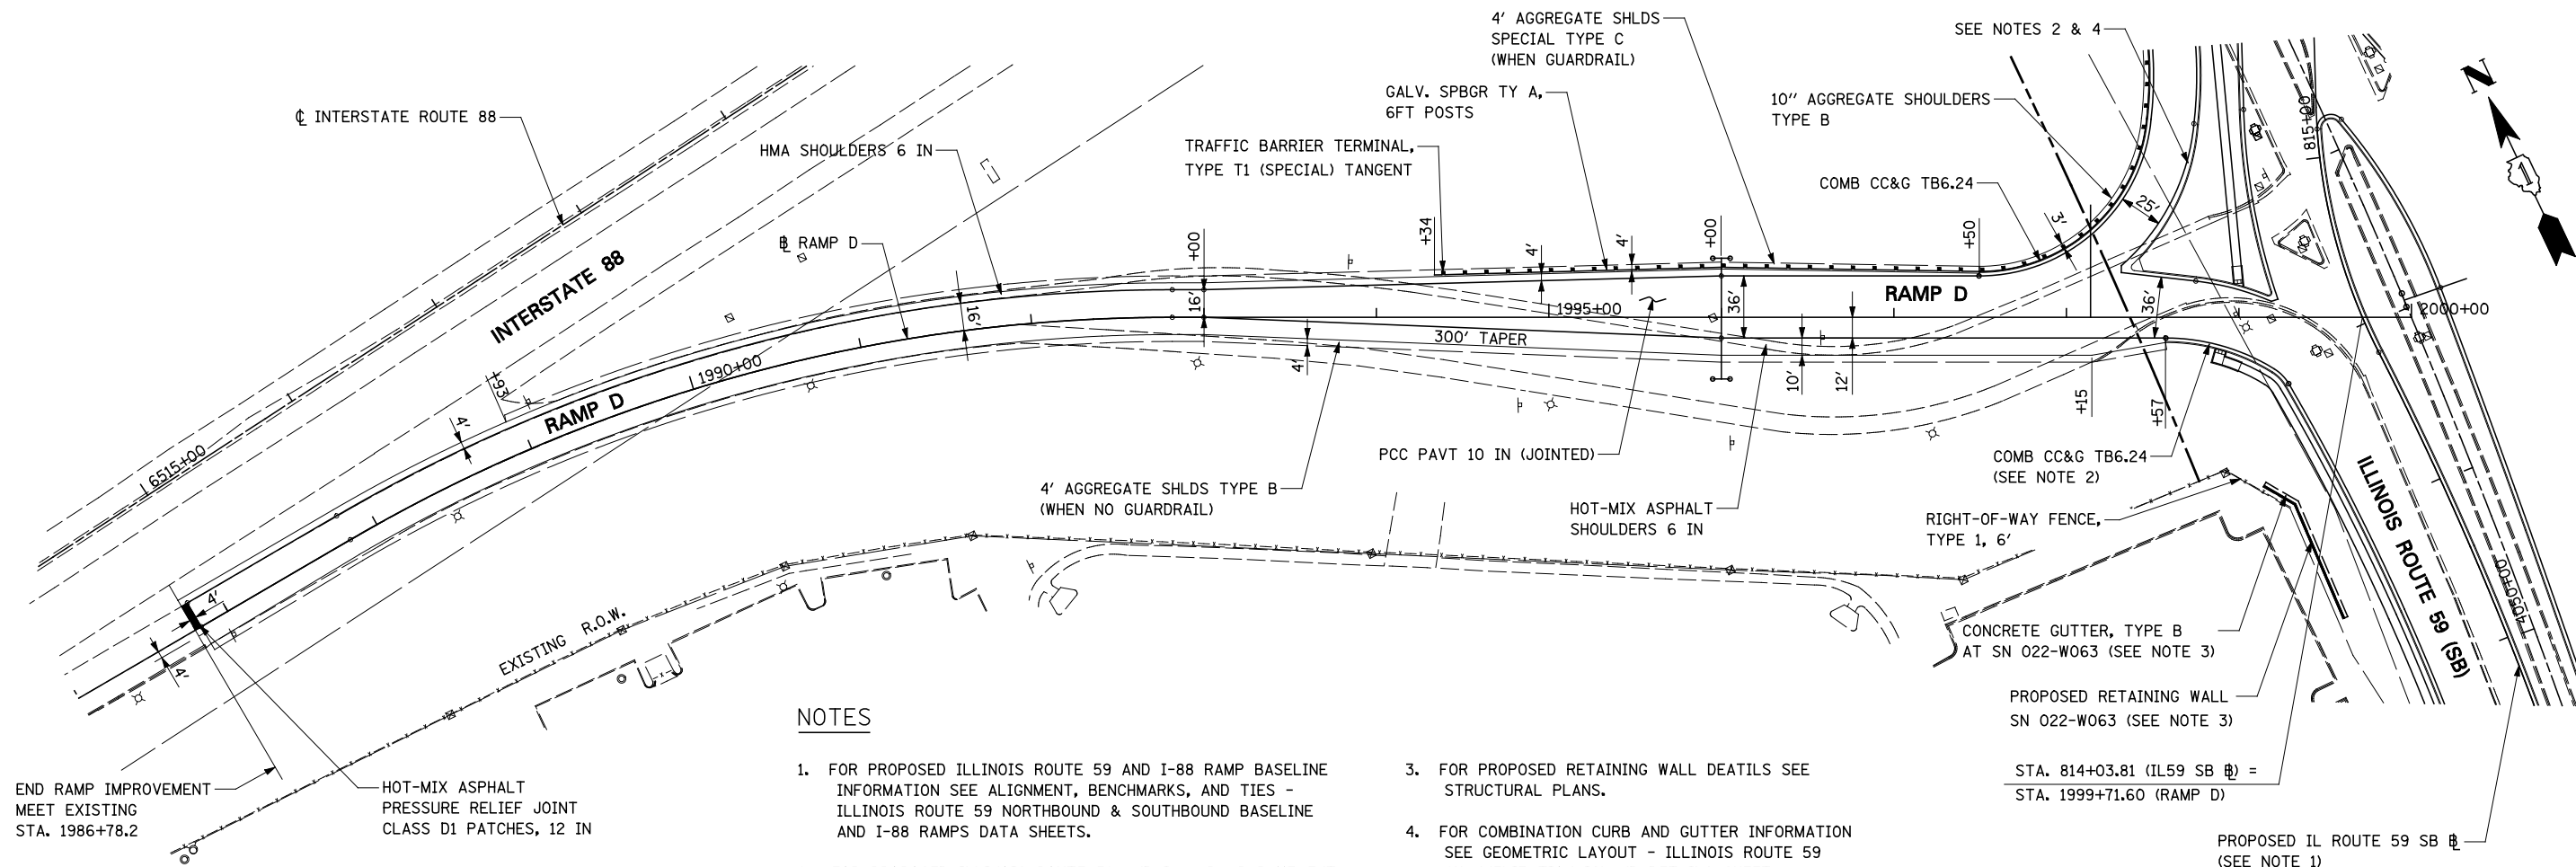 4' AGGREGATE SHLDS
SPECIAL TYPE C
(WHEN GUARDRAIL)
SEE NOTES 2 & 4
N
1
℄ INTERSTATE ROUTE 88
GALV. SPBGR TY A,
6FT POSTS
10" AGGREGATE SHOULDERS
TYPE B
815+00
HMA SHOULDERS 6 IN
TRAFFIC BARRIER TERMINAL,
TYPE T1 (SPECIAL) TANGENT
COMB CC&G TB6.24
25'
3'
+34
4'
4'
+00
+50
+00
BL RAMP D
INTERSTATE 88
16'
16'
36'
RAMP D
36'
1995+00
2000+00
300' TAPER
4'
10'
12'
+15
+57
1990+00
+93
RAMP D
4'
6515+00
PCC PAVT 10 IN (JOINTED)
COMB CC&G TB6.24
(SEE NOTE 2)
4' AGGREGATE SHLDS TYPE B
(WHEN NO GUARDRAIL)
HOT-MIX ASPHALT
SHOULDERS 6 IN
RIGHT-OF-WAY FENCE,
TYPE 1, 6'
ILLINOIS ROUTE 59 (SB)
1050+00
4'
4'
EXISTING R.O.W.
CONCRETE GUTTER, TYPE B
AT SN 022-W063 (SEE NOTE 3)
PROPOSED RETAINING WALL
SN 022-W063 (SEE NOTE 3)
STA. 814+03.81 (IL59 SB BL) =
STA. 1999+71.60 (RAMP D)
PROPOSED IL ROUTE 59 SB BL
(SEE NOTE 1)
END RAMP IMPROVEMENT
MEET EXISTING
STA. 1986+78.2
HOT-MIX ASPHALT
PRESSURE RELIEF JOINT
CLASS D1 PATCHES, 12 IN
NOTES
1. FOR PROPOSED ILLINOIS ROUTE 59 AND I-88 RAMP BASELINE
INFORMATION SEE ALIGNMENT, BENCHMARKS, AND TIES -
ILLINOIS ROUTE 59 NORTHBOUND & SOUTHBOUND BASELINE
AND I-88 RAMPS DATA SHEETS.
3. FOR PROPOSED RETAINING WALL DEATILS SEE
STRUCTURAL PLANS.
4. FOR COMBINATION CURB AND GUTTER INFORMATION
SEE GEOMETRIC LAYOUT - ILLINOIS ROUTE 59